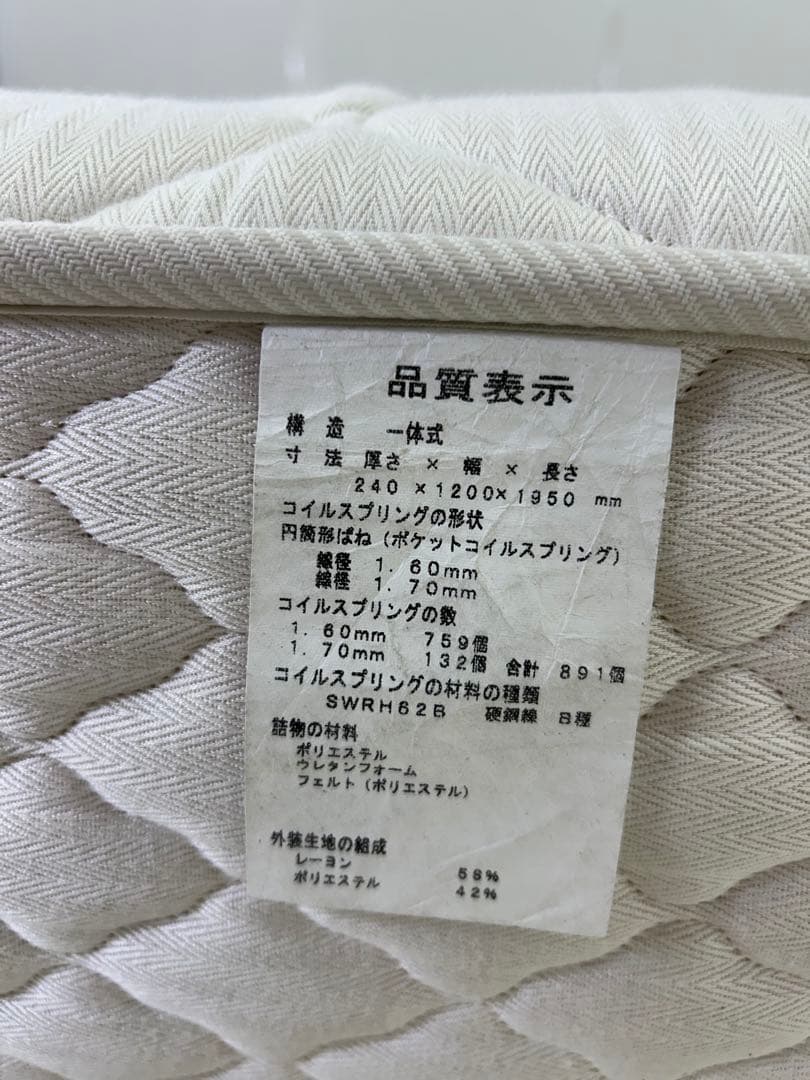 品質表示
構 造 一体式
寸 法 厚さ × 幅 × 長さ
240 ×1200×1950 mm
コイルスプリングの形状
円筒形ばね（ポケットコイルスプリング）
線径 1．60mm
線径 1．70mm
コイルスプリングの数
1．60mm 759個
1．70mm 132個 合計 891個
コイルスプリングの材料の種類
SWRH62B 硬鋼線 B種
詰物の材料
ポリエステル
ウレタンフォーム
フェルト（ポリエステル）
外装生地の組成
レーヨン 58%
ポリエステル 42%